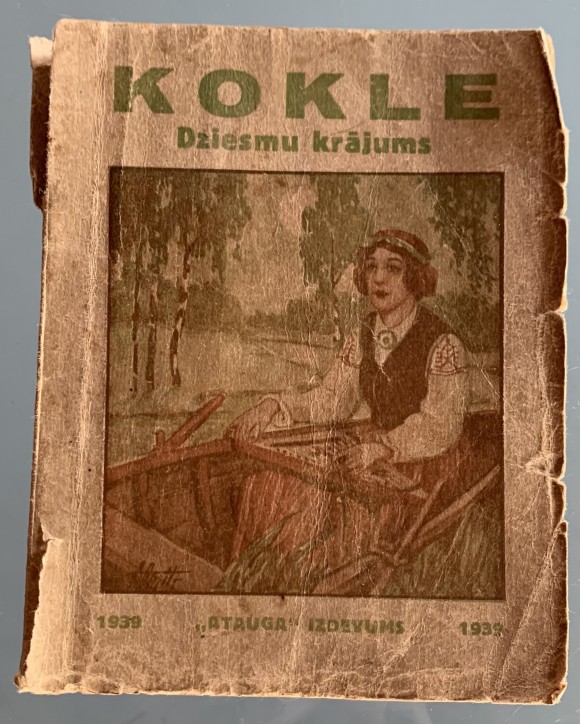 KOKLE
Dziesmu krājums
1939 „ATAUGA“ IZDEVUMS 1939